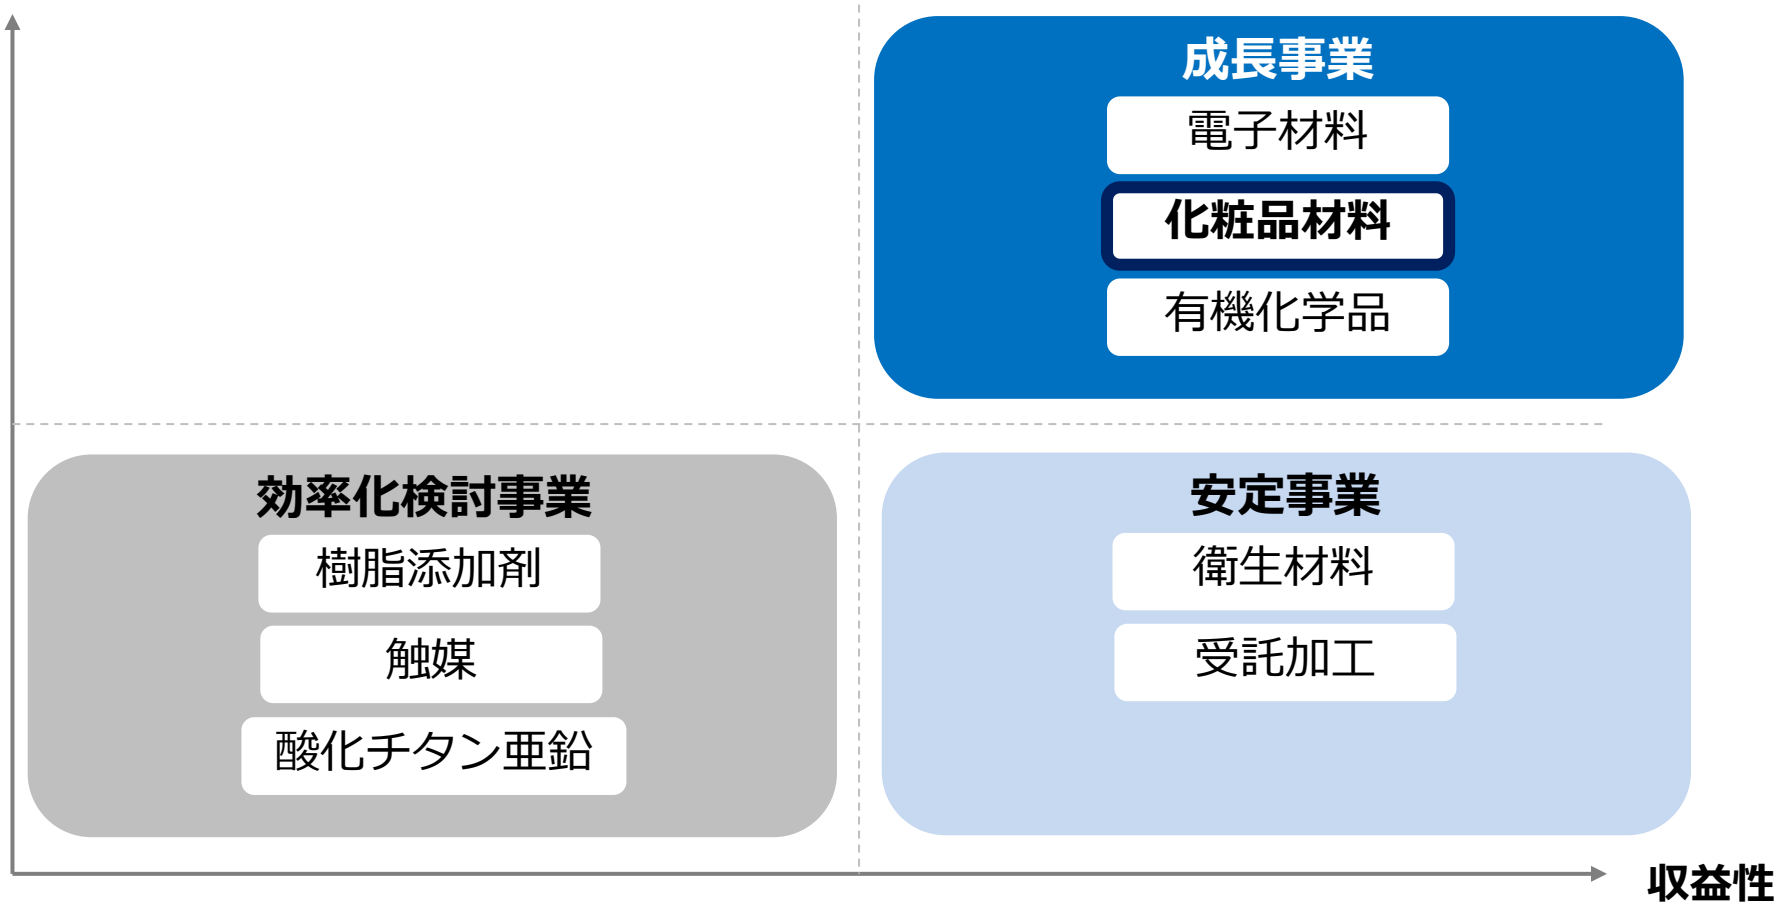 成長事業
電子材料
化粧品材料
有機化学品
効率化検討事業
樹脂添加剤
触媒
酸化チタン亜鉛
安定事業
衛生材料
受託加工
収益性